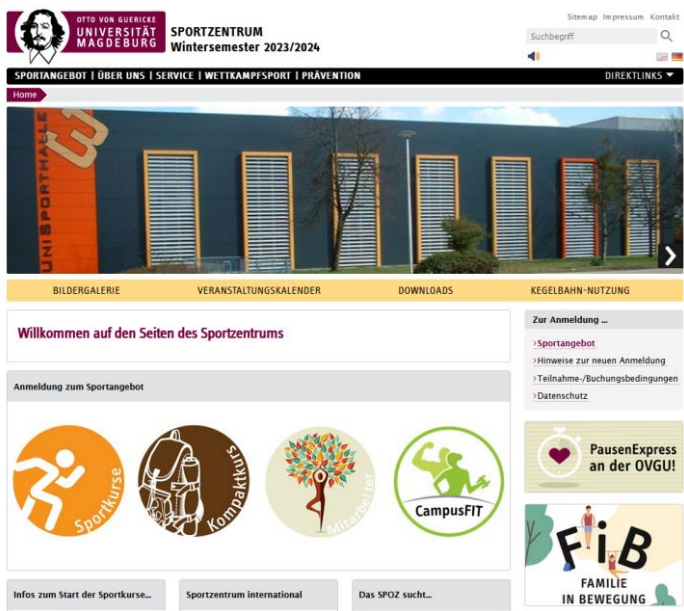 OTTO VON GUERICKE
UNIVERSITÄT
MAGDEBURG
SPORTZENTRUM
Wintersemester 2023/2024
Sitemap Impressum Kontakt
Suchbegriff
SPORTANGEBOT | ÜBER UNS | SERVICE | WETTKAMPFSPORT | PRÄVENTION
DIREKTLINKS
Home
UNISPORTHALLE
BILDERGALERIE
VERANSTALTUNGSKALENDER
DOWNLOADS
KEGELBAHN-NUTZUNG
Willkommen auf den Seiten des Sportzentrums
Anmeldung zum Sportangebot
Sportkurse
Kompaktkurs
Mitarbeiter
CampusFIT
Infos zum Start der Sportkurse...
Sportzentrum international
Das SPOZ sucht...
Zur Anmeldung ...
Sportangebot
Hinweise zur neuen Anmeldung
Teilnahme-/Buchungsbedingungen
Datenschutz
PausenExpress
an der OVGU!
FiB
FAMILIE
IN BEWEGUNG